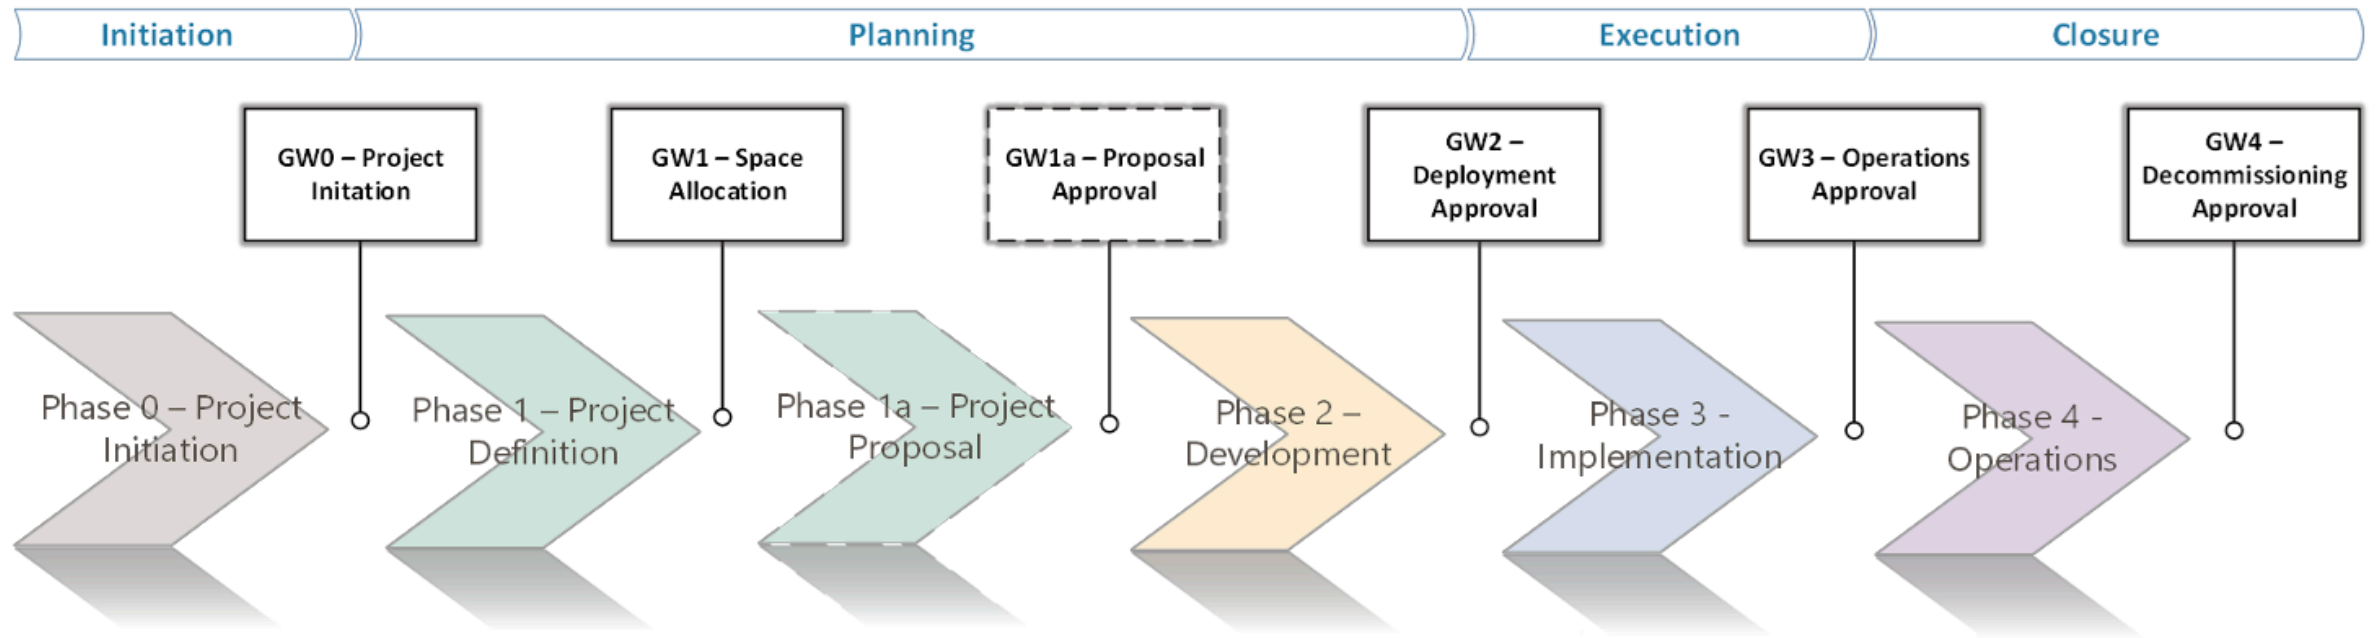 Initiation
Planning
Execution
Closure
GW0 – Project
Initation
GW1 – Space
Allocation
GW1a – Proposal
Approval
GW2 –
Deployment
Approval
GW3 – Operations
Approval
GW4 –
Decommissioning
Approval
Phase 0 – Project
Initiation
Phase 1 – Project
Definition
Phase 1a – Project
Proposal
Phase 2 –
Development
Phase 3 -
Implementation
Phase 4 -
Operations